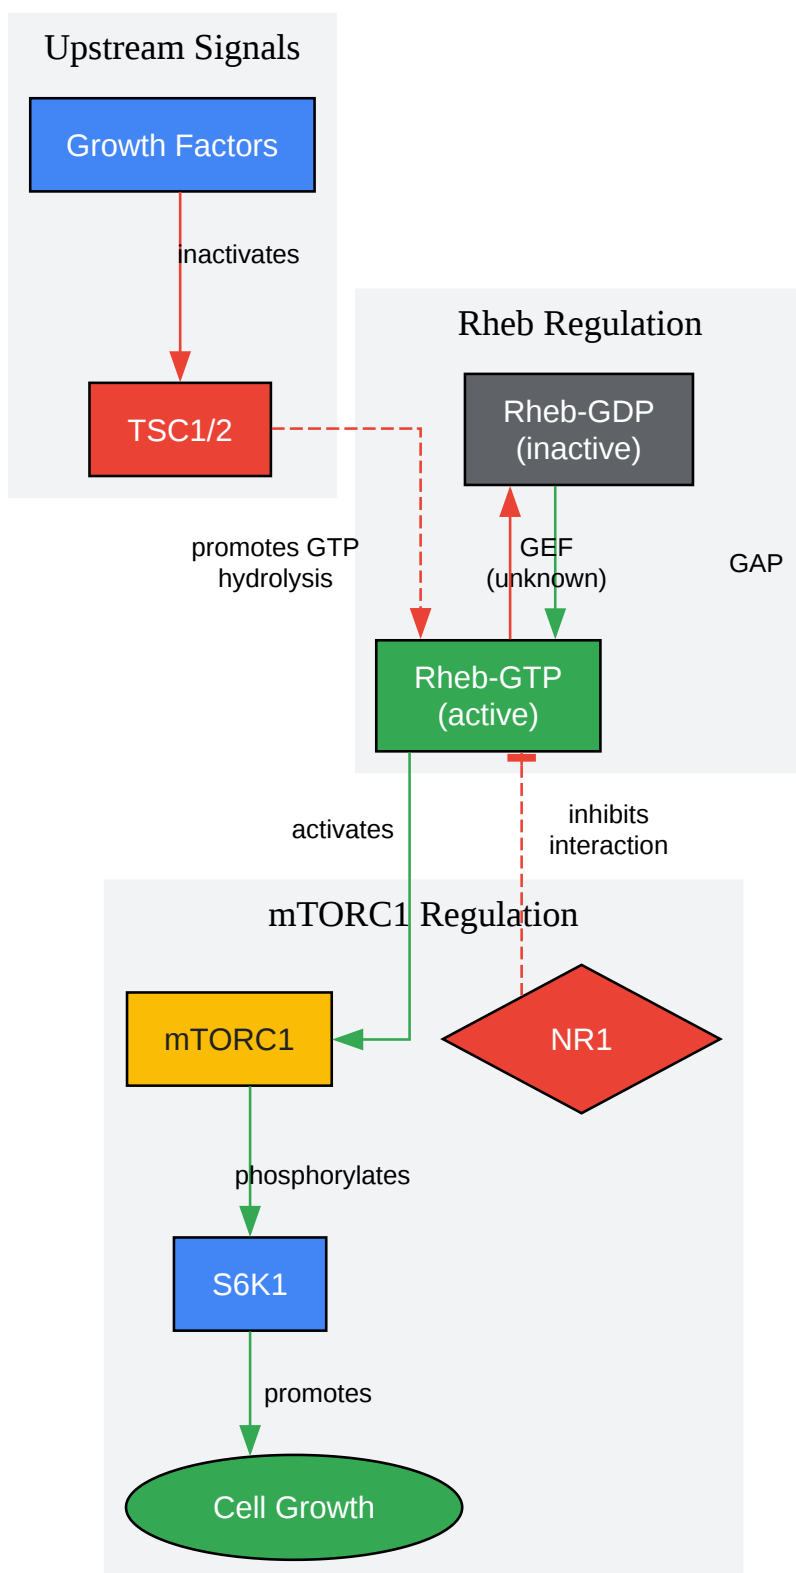 Upstream Signals
Growth Factors
inactivates
TSC1/2
Rheb Regulation
Rheb-GDP
(inactive)
promotes GTP
hydrolysis
GEF
(unknown)
GAP
Rheb-GTP
(active)
activates
inhibits
interaction
mTORC1 Regulation
mTORC1
NR1
phosphorylates
S6K1
promotes
Cell Growth